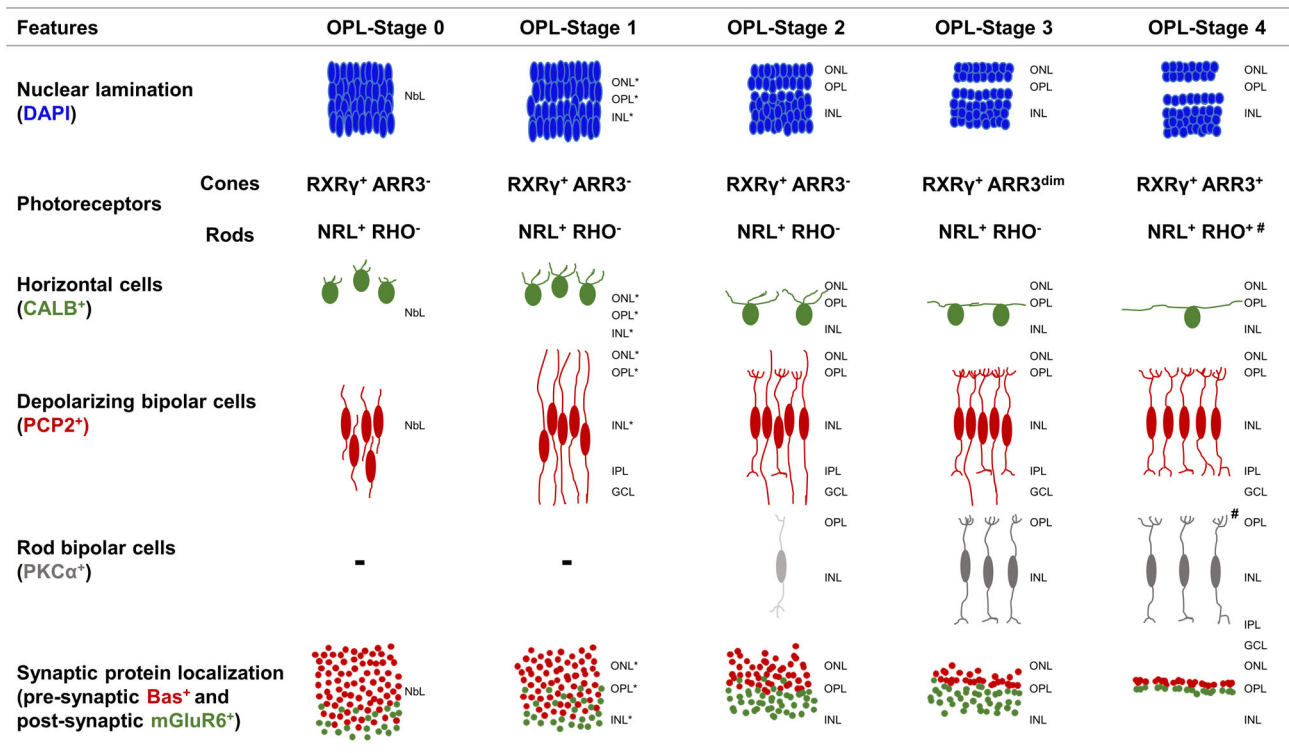 Features OPL-Stage 0 OPL-Stage 1 OPL-Stage 2 OPL-Stage 3 OPL-Stage 4
Nuclear lamination
(DAPI)
NbL
ONL*
OPL*
INL*
ONL
OPL
INL
ONL
OPL
INL
ONL
OPL
INL
Photoreceptors
Cones RXRγ⁺ ARR3⁻ RXRγ⁺ ARR3⁻ RXRγ⁺ ARR3⁻ RXRγ⁺ ARR3ᵈⁱᵐ RXRγ⁺ ARR3⁺
Rods NRL⁺ RHO⁻ NRL⁺ RHO⁻ NRL⁺ RHO⁻ NRL⁺ RHO⁻ NRL⁺ RHO⁺ #
Horizontal cells
(CALB⁺)
NbL
ONL*
OPL*
INL*
ONL
OPL
INL
ONL
OPL
INL
ONL
OPL
INL
Depolarizing bipolar cells
(PCP2⁺)
NbL
ONL*
OPL*
INL*
IPL
GCL
ONL
OPL
INL
IPL
GCL
ONL
OPL
INL
IPL
GCL
ONL
OPL
INL
IPL
GCL
Rod bipolar cells
(PKCα⁺)
-
-
OPL
INL
OPL
INL
#
OPL
INL
IPL
GCL
Synaptic protein localization
(pre-synaptic Bas⁺ and
post-synaptic mGluR6⁺)
NbL
ONL*
OPL*
INL*
ONL
OPL
INL
ONL
OPL
INL
ONL
OPL
INL